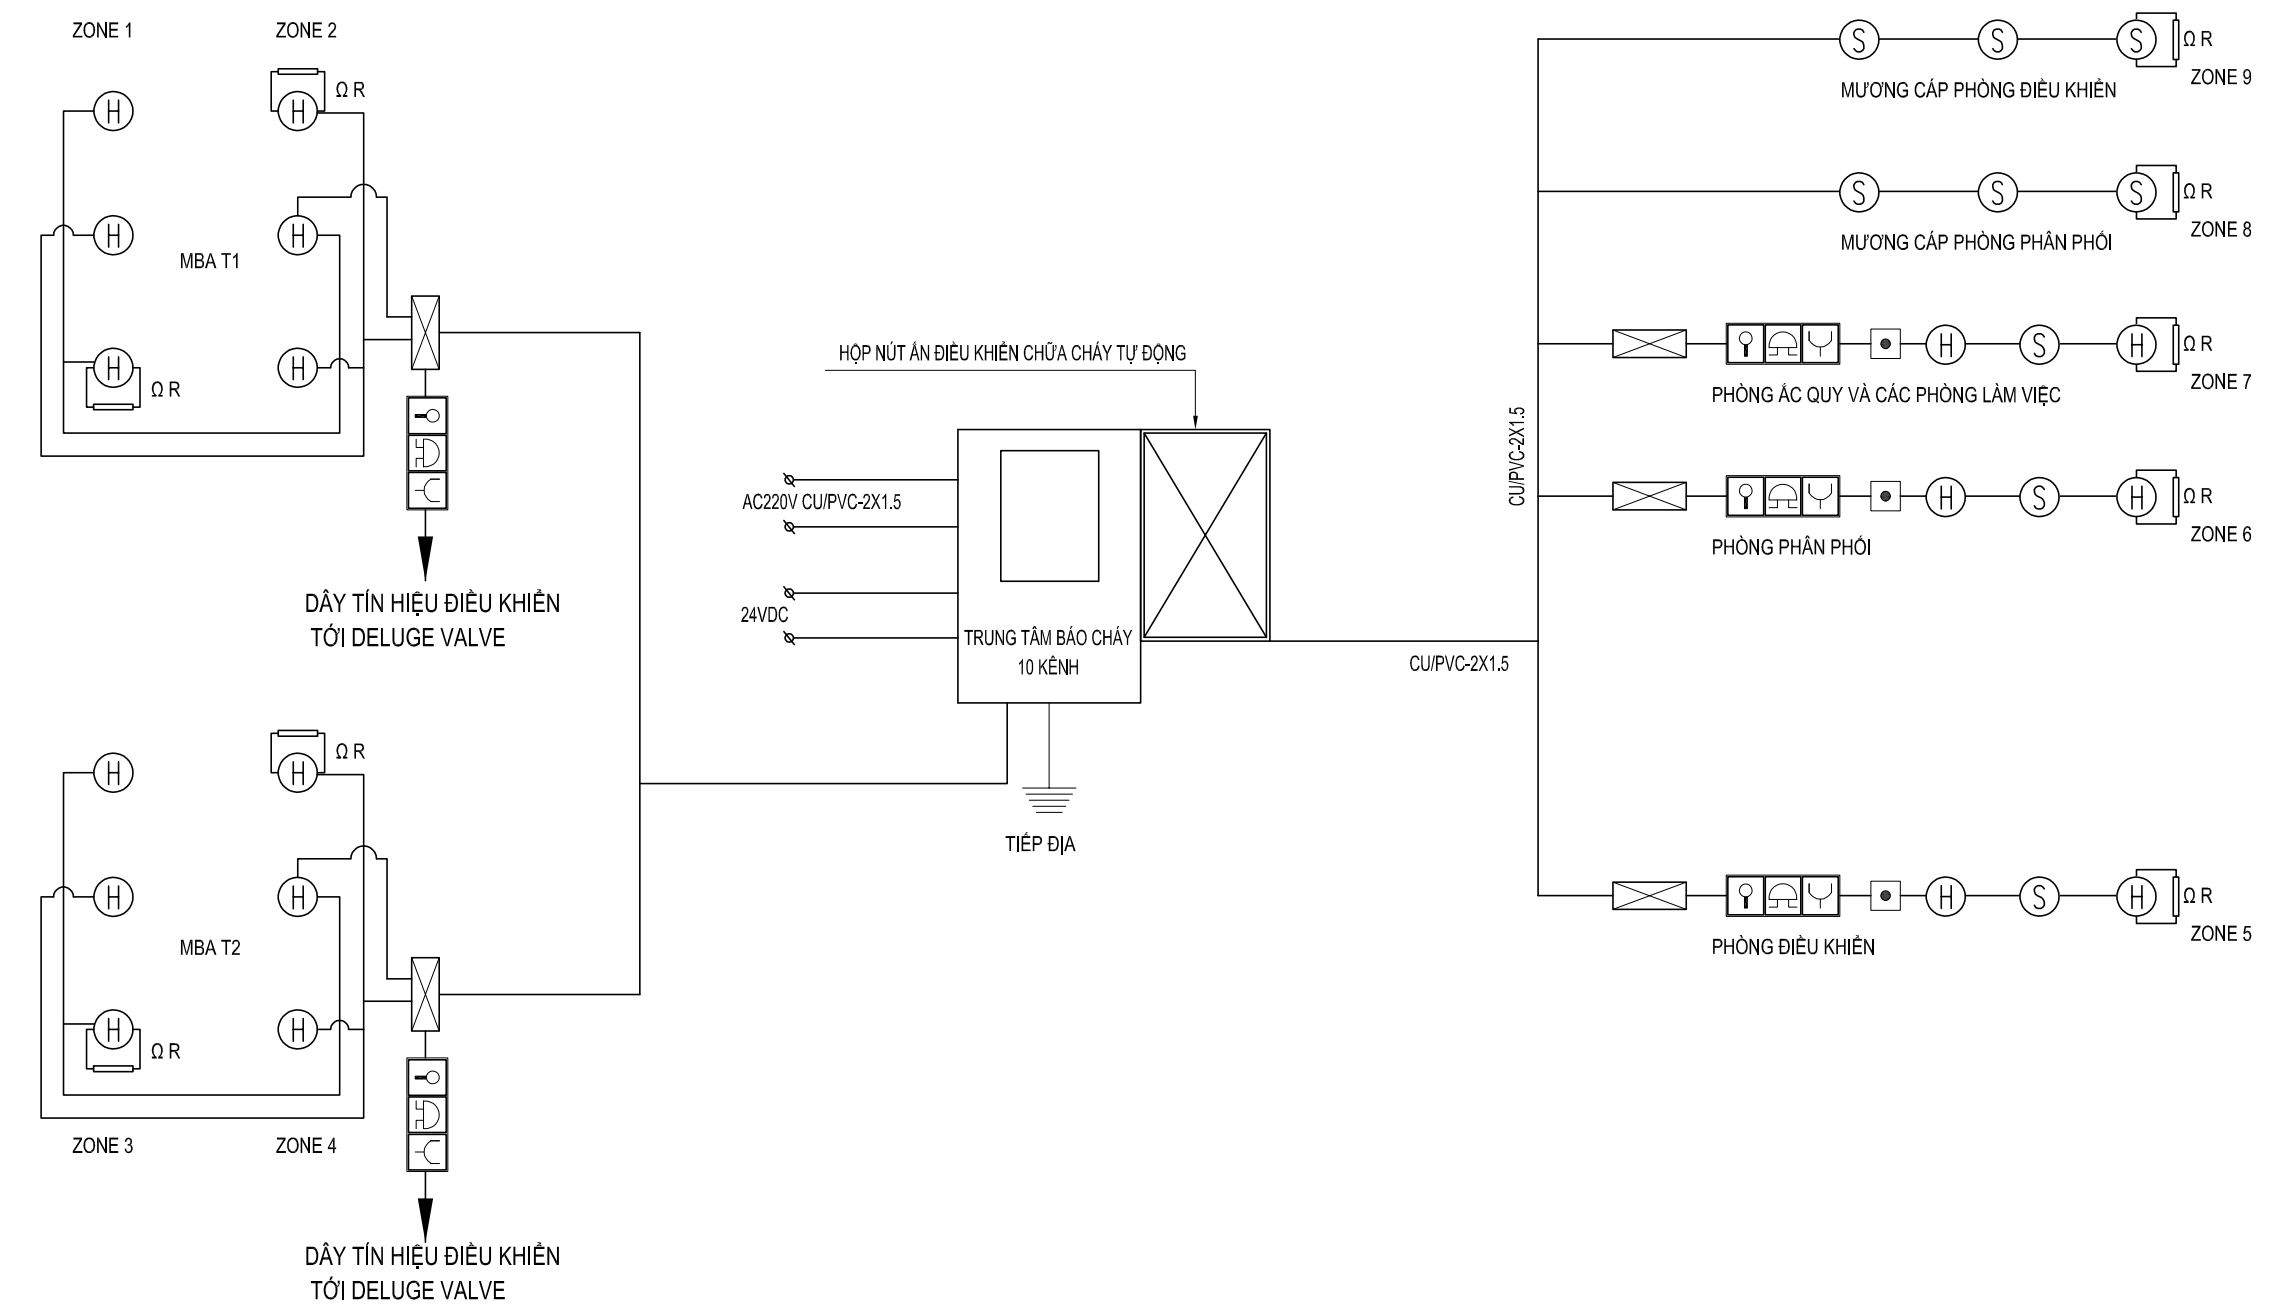 ZONE 1
ZONE 2
H
H
Ω R
H
H
MBA T1
H
H
Ω R
DÂY TÍN HIỆU ĐIỀU KHIỂN
TỚI DELUGE VALVE
H
H
Ω R
H
H
MBA T2
H
H
Ω R
ZONE 3
ZONE 4
DÂY TÍN HIỆU ĐIỀU KHIỂN
TỚI DELUGE VALVE
HỘP NÚT ẤN ĐIỀU KHIỂN CHỮA CHÁY TỰ ĐỘNG
AC220V CU/PVC-2X1.5
24VDC
TRUNG TÂM BÁO CHÁY
10 KÊNH
TIẾP ĐỊA
CU/PVC-2X1.5
CU/PVC-2X1.5
S S S Ω R
ZONE 9
MƯƠNG CÁP PHÒNG ĐIỀU KHIỂN
S S S Ω R
ZONE 8
MƯƠNG CÁP PHÒNG PHÂN PHỐI
H S H Ω R
ZONE 7
PHÒNG ẮC QUY VÀ CÁC PHÒNG LÀM VIỆC
H S H Ω R
ZONE 6
PHÒNG PHÂN PHỐI
H S H Ω R
ZONE 5
PHÒNG ĐIỀU KHIỂN